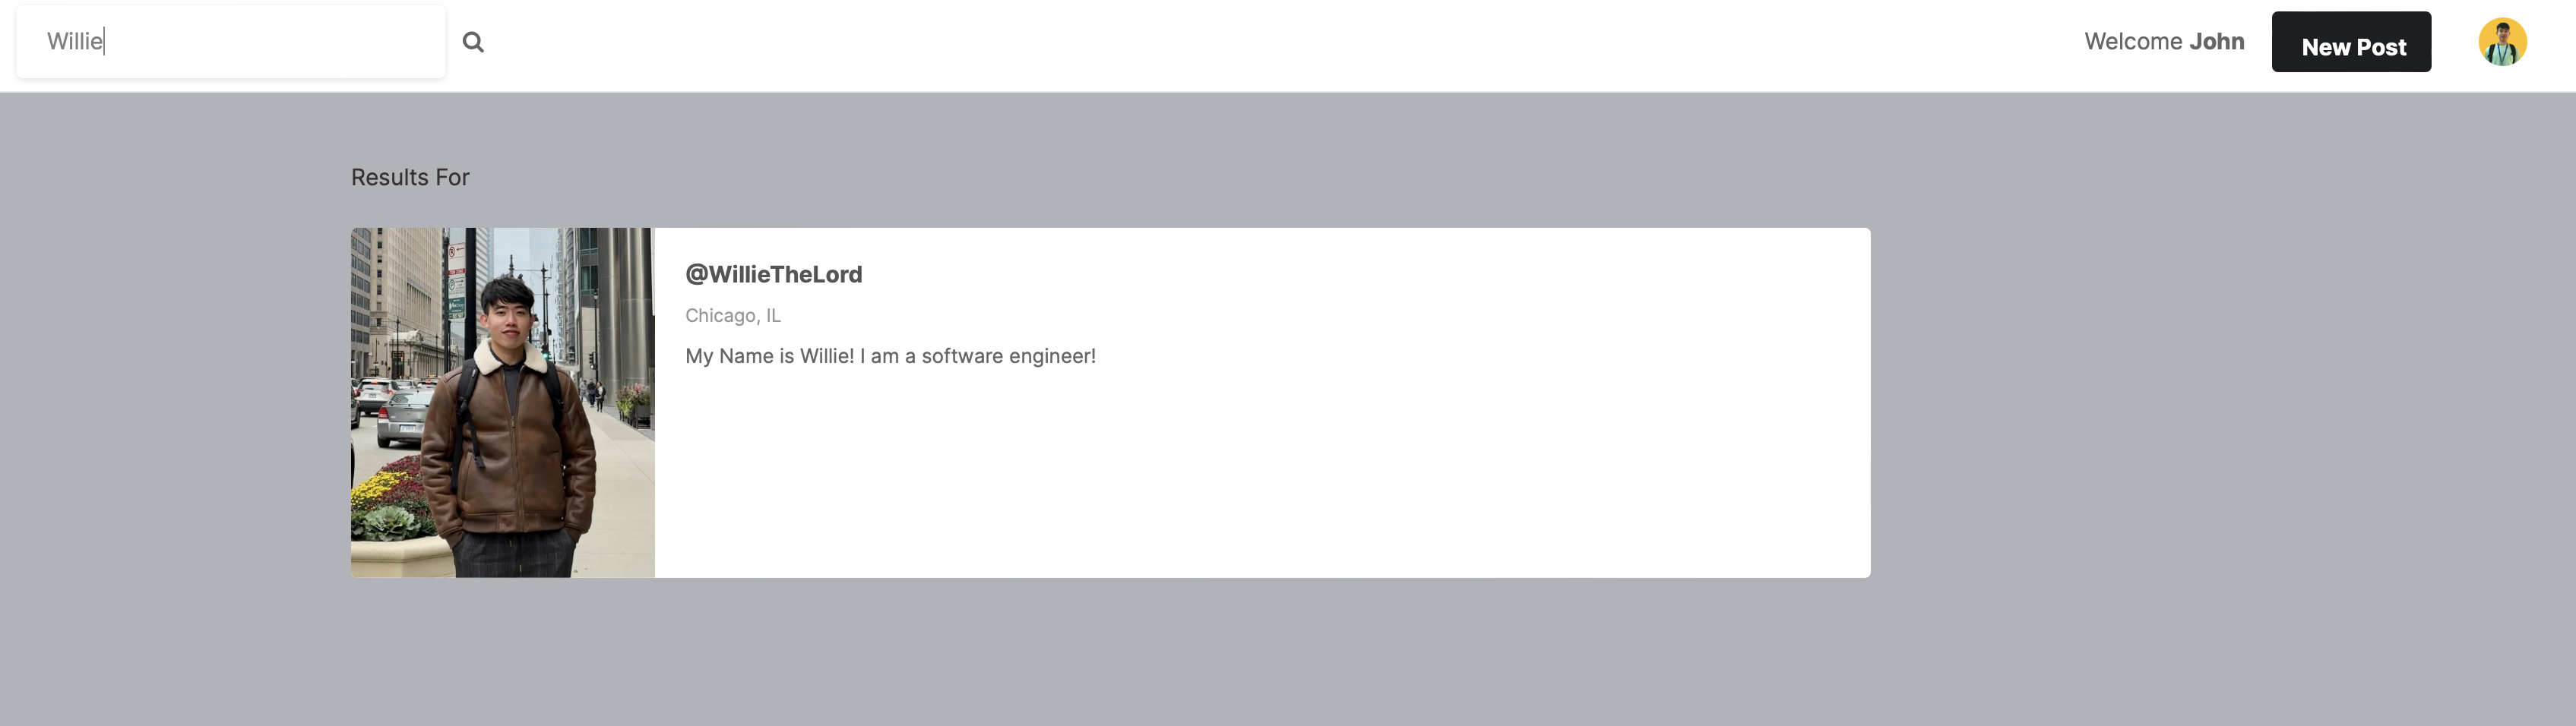 Willie
Welcome John
New Post
Results For
@WillieTheLord
Chicago, IL
My Name is Willie! I am a software engineer!